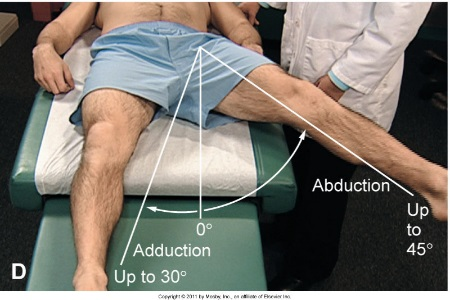 Abduction
Up
to
45°
0°
Adduction
Up to 30°
D
Copyright © 2011 by Mosby, Inc., an affiliate of Elsevier Inc.